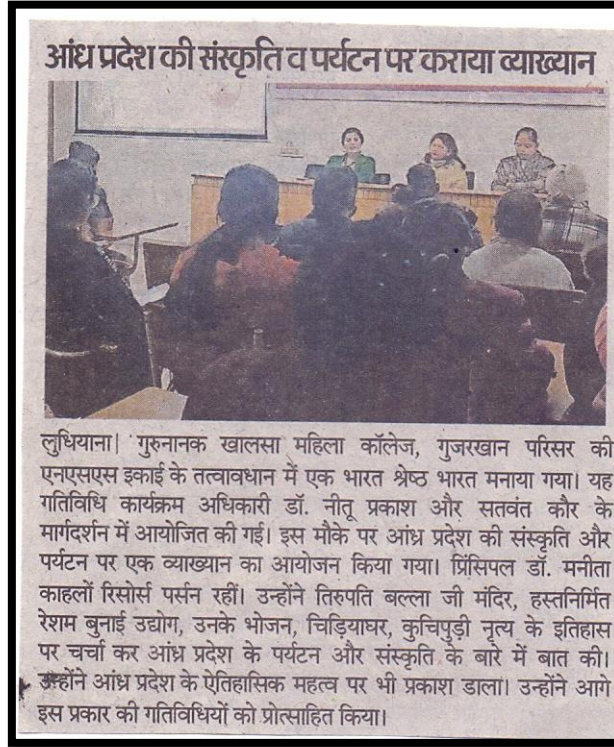 आंध्र प्रदेश की संस्कृति व पर्यटन पर कराया व्याख्यान
लुधियाना| गुरुनानक खालसा महिला कॉलेज, गुजरखान परिसर की
एनएसएस इकाई के तत्वावधान में एक भारत श्रेष्ठ भारत मनाया गया। यह
गतिविधि कार्यक्रम अधिकारी डॉ. नीतू प्रकाश और सतवंत कौर के
मार्गदर्शन में आयोजित की गई। इस मौके पर आंध्र प्रदेश की संस्कृति और
पर्यटन पर एक व्याख्यान का आयोजन किया गया। प्रिंसिपल डॉ. मनीता
काहलों रिसोर्स पर्सन रहीं। उन्होंने तिरुपति बल्ला जी मंदिर, हस्तनिर्मित
रेशम बुनाई उद्योग, उनके भोजन, चिड़ियाघर, कुचिपुड़ी नृत्य के इतिहास
पर चर्चा कर आंध्र प्रदेश के पर्यटन और संस्कृति के बारे में बात की।
उन्होंने आंध्र प्रदेश के ऐतिहासिक महत्व पर भी प्रकाश डाला। उन्होंने आगे
इस प्रकार की गतिविधियों को प्रोत्साहित किया।